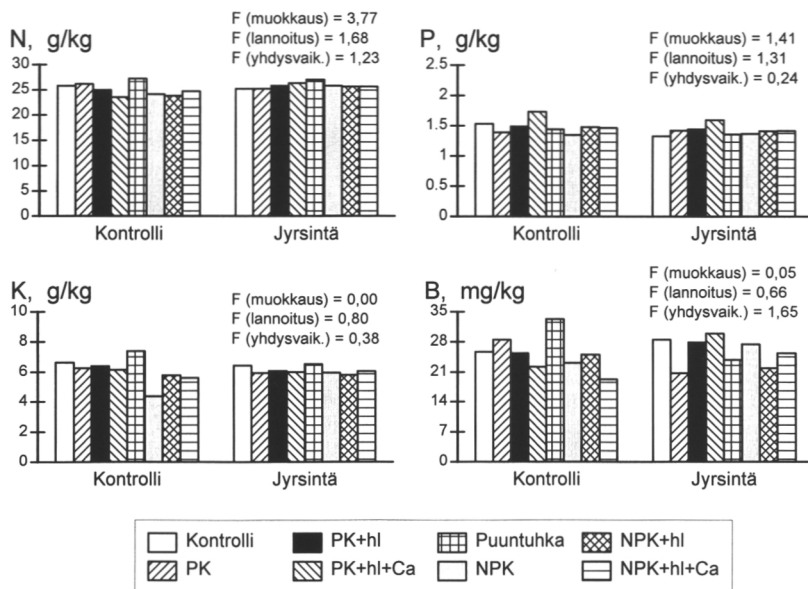 N, g/kg
F (muokkaus) = 3,77
F (lannoitus) = 1,68
F (yhdysvaik.) = 1,23
30
25
20
15
10
5
0
Kontrolli Jyrsintä
P, g/kg
F (muokkaus) = 1,41
F (lannoitus) = 1,31
F (yhdysvaik.) = 0,24
2.5
2
1.5
1
0.5
0
Kontrolli Jyrsintä
K, g/kg
F (muokkaus) = 0,00
F (lannoitus) = 0,80
F (yhdysvaik.) = 0,38
10
8
6
4
2
0
Kontrolli Jyrsintä
B, mg/kg
F (muokkaus) = 0,05
F (lannoitus) = 0,66
F (yhdysvaik.) = 1,65
35
28
21
14
7
0
Kontrolli Jyrsintä
Kontrolli PK+hl Puuntuhka NPK+hl
PK PK+hl+Ca NPK NPK+hl+Ca